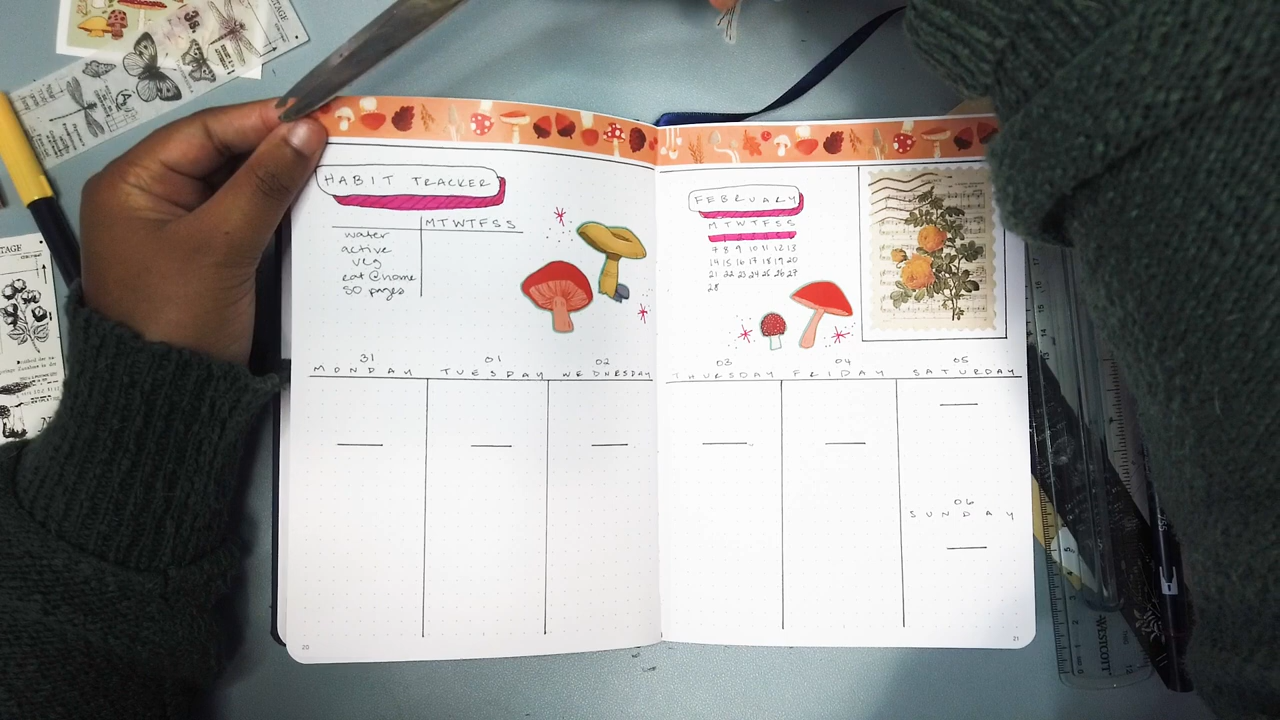 HABIT TRACKER
MTWTFSS
water
active
veg
eat @ home
50 pages
FEBRUARY
MTWTFSS
7 8 9 10 11 12 13
14 15 16 17 18 19 20
21 22 23 24 25 26 27
28
31
MONDAY
01
TUESDAY
02
WEDNESDAY
03
THURSDAY
04
FRIDAY
05
SATURDAY
06
SUNDAY
20
21
WESTCOTT